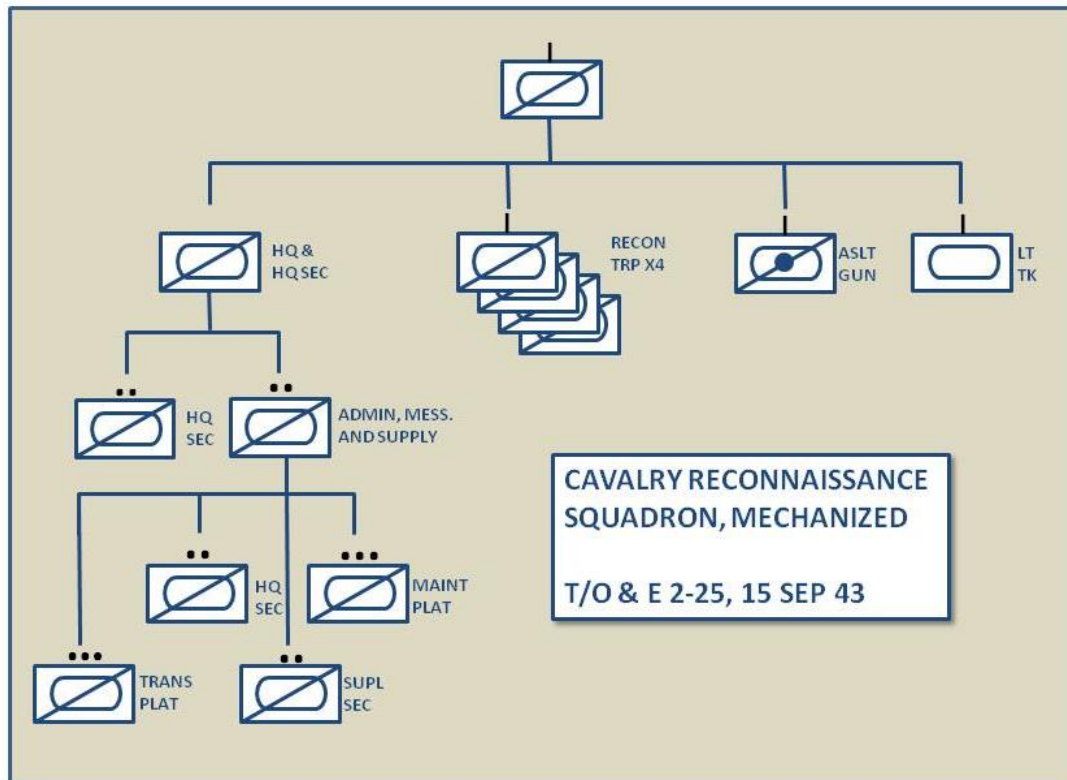 HQ &
HQ SEC
RECON
TRP X4
ASLT
GUN
LT
TK
HQ
SEC
ADMIN, MESS.
AND SUPPLY
CAVALRY RECONNAISSANCE
SQUADRON, MECHANIZED
T/O & E 2-25, 15 SEP 43
HQ
SEC
MAINT
PLAT
TRANS
PLAT
SUPL
SEC